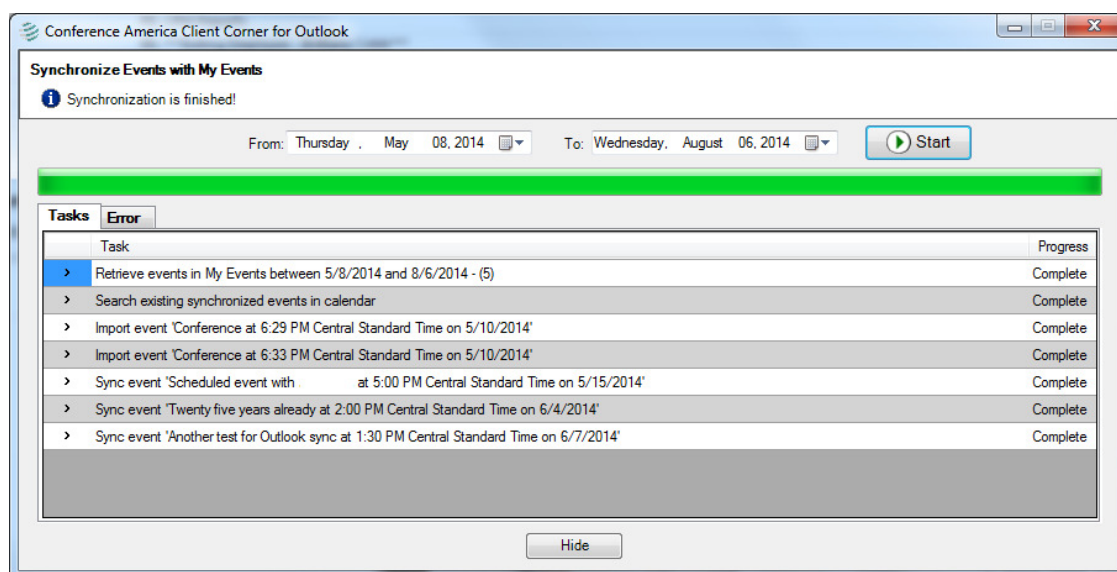 Conference America Client Corner for Outlook
Synchronize Events with My Events
Synchronization is finished!
From: Thursday , May 08, 2014 To: Wednesday, August 06, 2014 Start
Tasks Error
Task Progress
Retrieve events in My Events between 5/8/2014 and 8/6/2014 - (5) Complete
Search existing synchronized events in calendar Complete
Import event 'Conference at 6:29 PM Central Standard Time on 5/10/2014' Complete
Import event 'Conference at 6:33 PM Central Standard Time on 5/10/2014' Complete
Sync event 'Scheduled event with at 5:00 PM Central Standard Time on 5/15/2014' Complete
Sync event 'Twenty five years already at 2:00 PM Central Standard Time on 6/4/2014' Complete
Sync event 'Another test for Outlook sync at 1:30 PM Central Standard Time on 6/7/2014' Complete
Hide